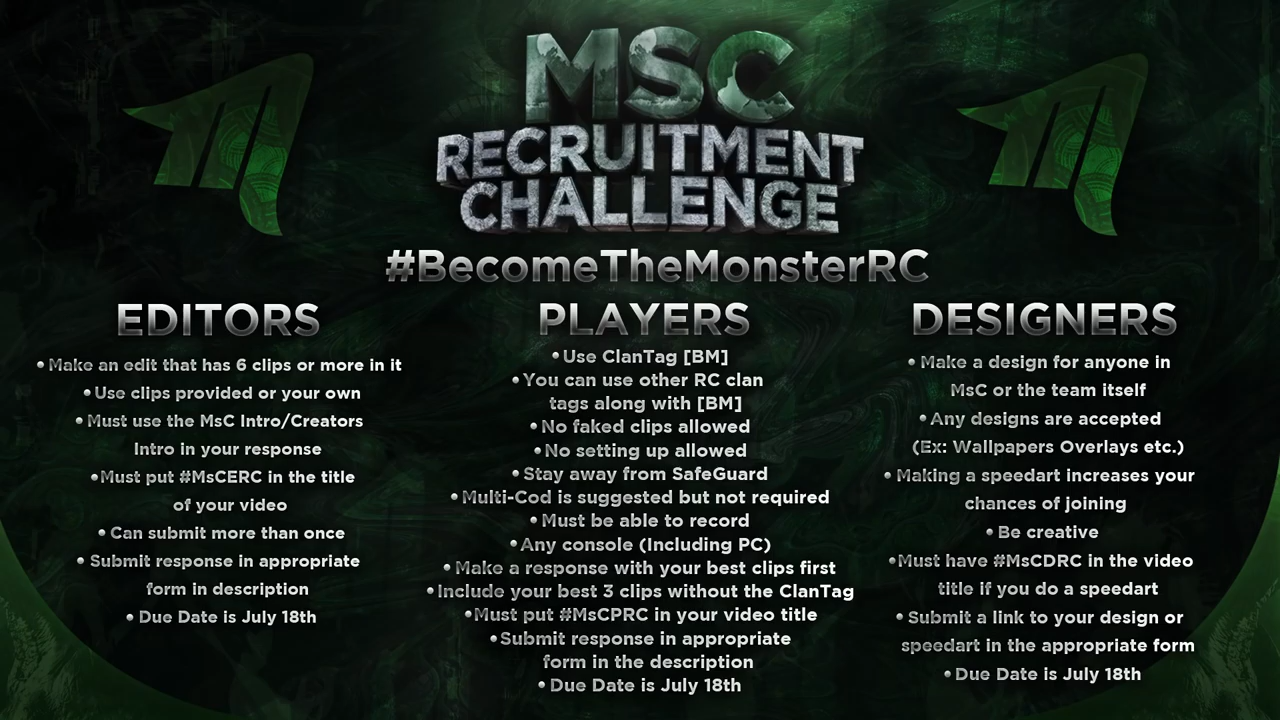 MSC
RECRUITMENT
CHALLENGE
#BecomeTheMonsterRC
EDITORS
• Make an edit that has 6 clips or more in it
• Use clips provided or your own
• Must use the MsC Intro/Creators
Intro in your response
• Must put #MsCERC in the title
of your video
• Can submit more than once
• Submit response in appropriate
form in description
• Due Date is July 18th
PLAYERS
• Use ClanTag [BM]
• You can use other RC clan
tags along with [BM]
• No faked clips allowed
• No setting up allowed
• Stay away from SafeGuard
• Multi-Cod is suggested but not required
• Must be able to record
• Any console (Including PC)
• Make a response with your best clips first
• Include your best 3 clips without the ClanTag
• Must put #MsCPRC in your video title
• Submit response in appropriate
form in the description
• Due Date is July 18th
DESIGNERS
• Make a design for anyone in
MsC or the team itself
• Any designs are accepted
(Ex: Wallpapers Overlays etc.)
• Making a speedart increases your
chances of joining
• Be creative
• Must have #MsCDRC in the video
title if you do a speedart
• Submit a link to your design or
speedart in the appropriate form
• Due Date is July 18th